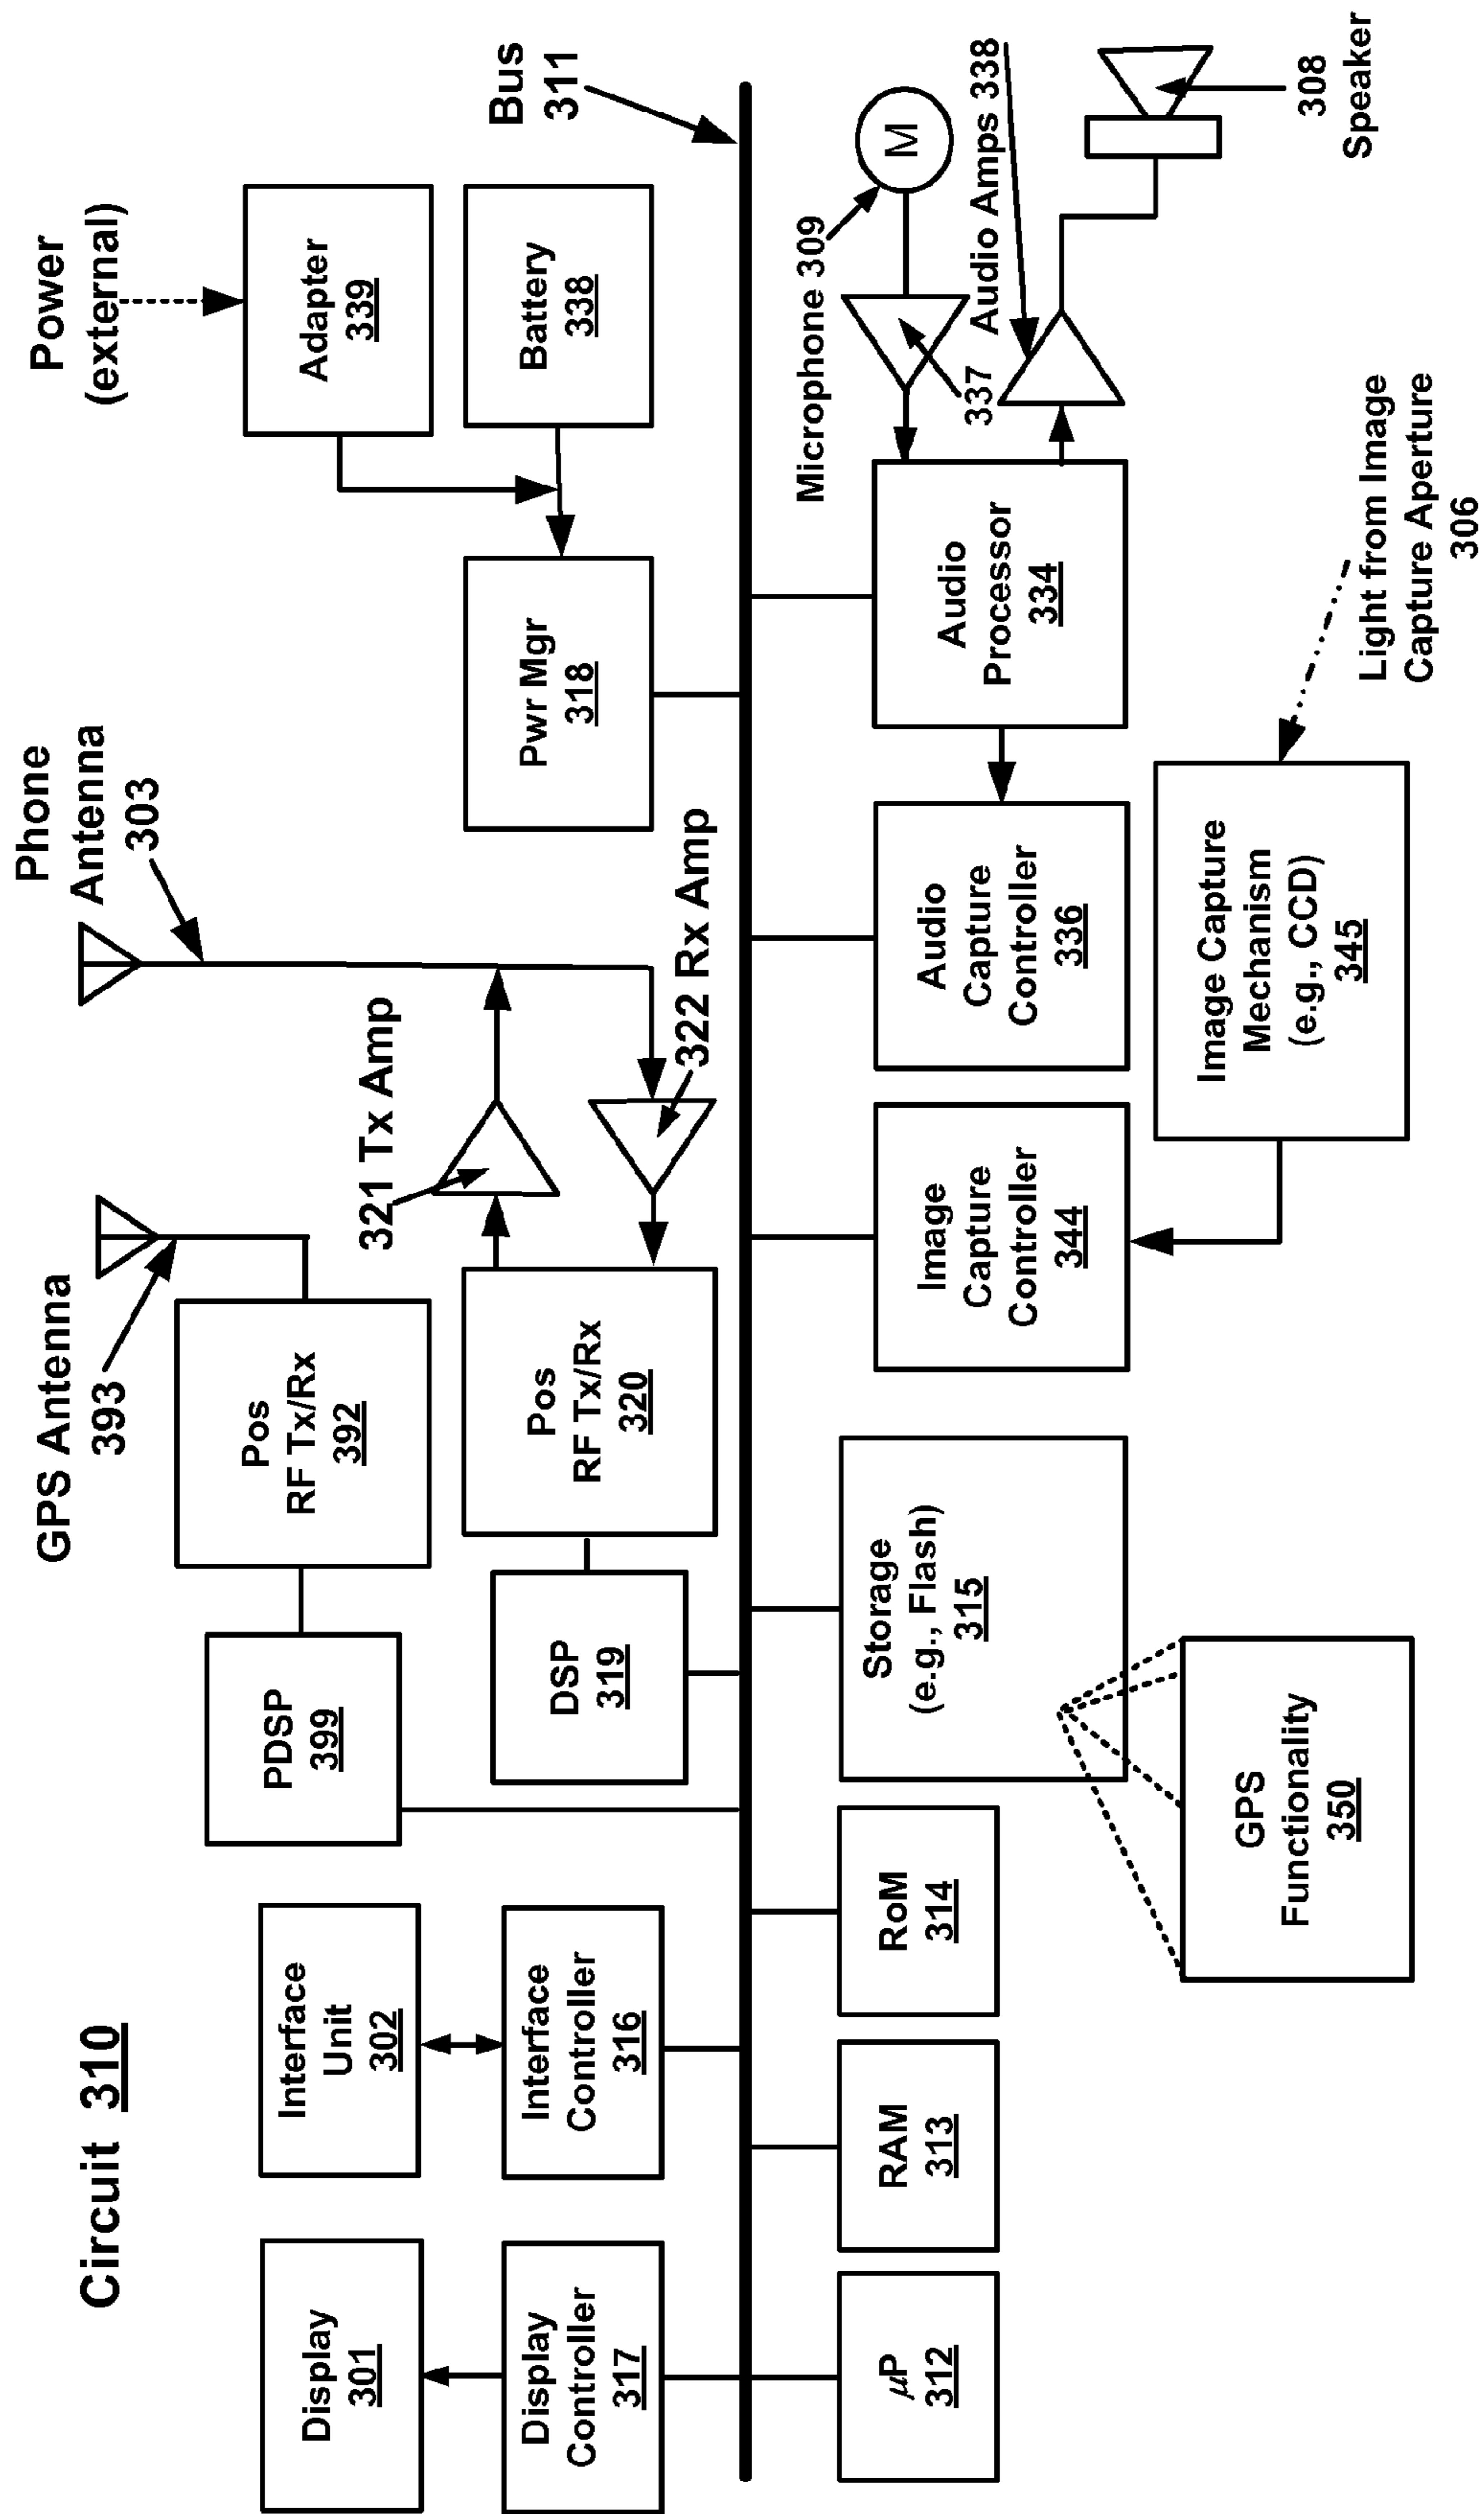 Circuit 310
Display
301
Interface
Unit
302
Display
Controller
317
Interface
Controller
316
PDSP
399
DSP
319
GPS Antenna
393
Pos
RF Tx/Rx
392
Pos
RF Tx/Rx
320
321 Tx Amp
322 Rx Amp
Phone
Antenna
303
Pwr Mgr
318
Power
(external)
Adapter
339
Battery
338
Bus
311
μP
312
RAM
313
RoM
314
Storage
(e.g., Flash)
315
GPS
Functionality
350
Image
Capture
Controller
344
Audio
Capture
Controller
336
Image Capture
Mechanism
(e.g., CCD)
345
Audio
Processor
334
Microphone 309
M
337
Audio Amps 338
308
Speaker
Light from Image
Capture Aperture
306